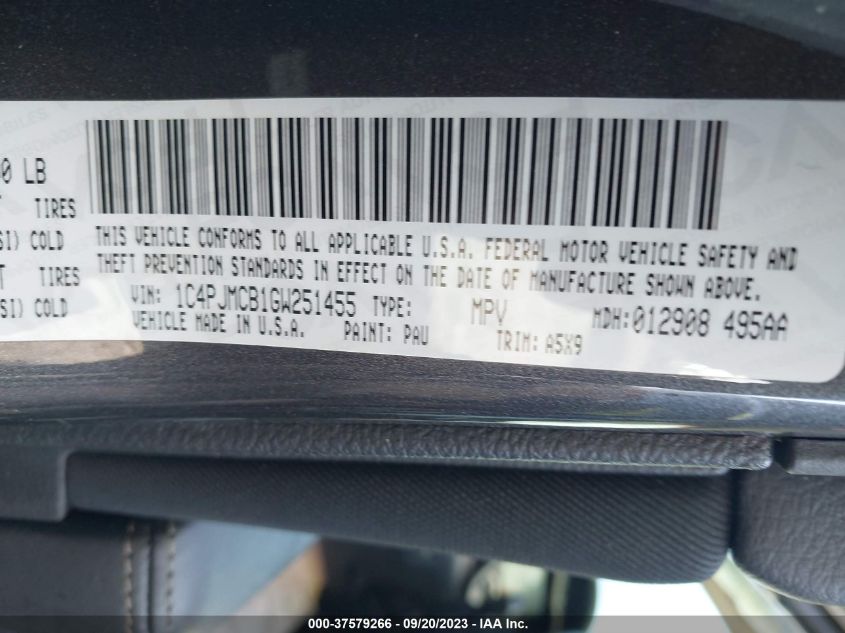 00 LB
TIRES
SI) COLD
TIRES
SI) COLD
THIS VEHICLE CONFORMS TO ALL APPLICABLE U.S.A. FEDERAL MOTOR VEHICLE SAFETY AND
THEFT PREVENTION STANDARDS IN EFFECT ON THE DATE OF MANUFACTURE SHOWN ABOVE.
VIN: 1C4PJMCB1GW251455 TYPE: MPV MDH:012908 495AA
VEHICLE MADE IN U.S.A. PAINT: PAU TRIM: A5X9
000-37579266 - 09/20/2023 - IAA Inc.